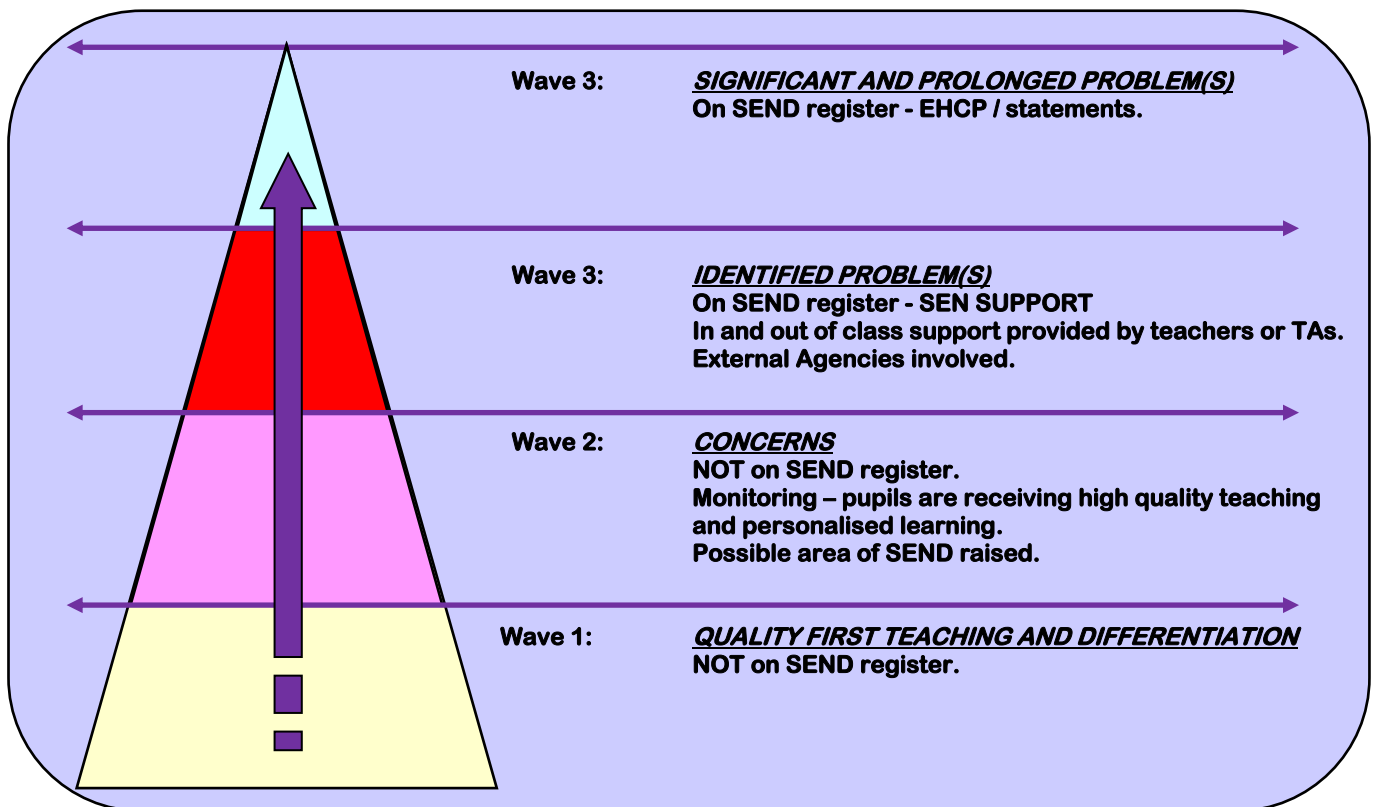 Wave 3: SIGNIFICANT AND PROLONGED PROBLEM(S)
On SEND register - EHCP / statements.
Wave 3: IDENTIFIED PROBLEM(S)
On SEND register - SEN SUPPORT
In and out of class support provided by teachers or TAs.
External Agencies involved.
Wave 2: CONCERNS
NOT on SEND register.
Monitoring – pupils are receiving high quality teaching
and personalised learning.
Possible area of SEND raised.
Wave 1: QUALITY FIRST TEACHING AND DIFFERENTIATION
NOT on SEND register.